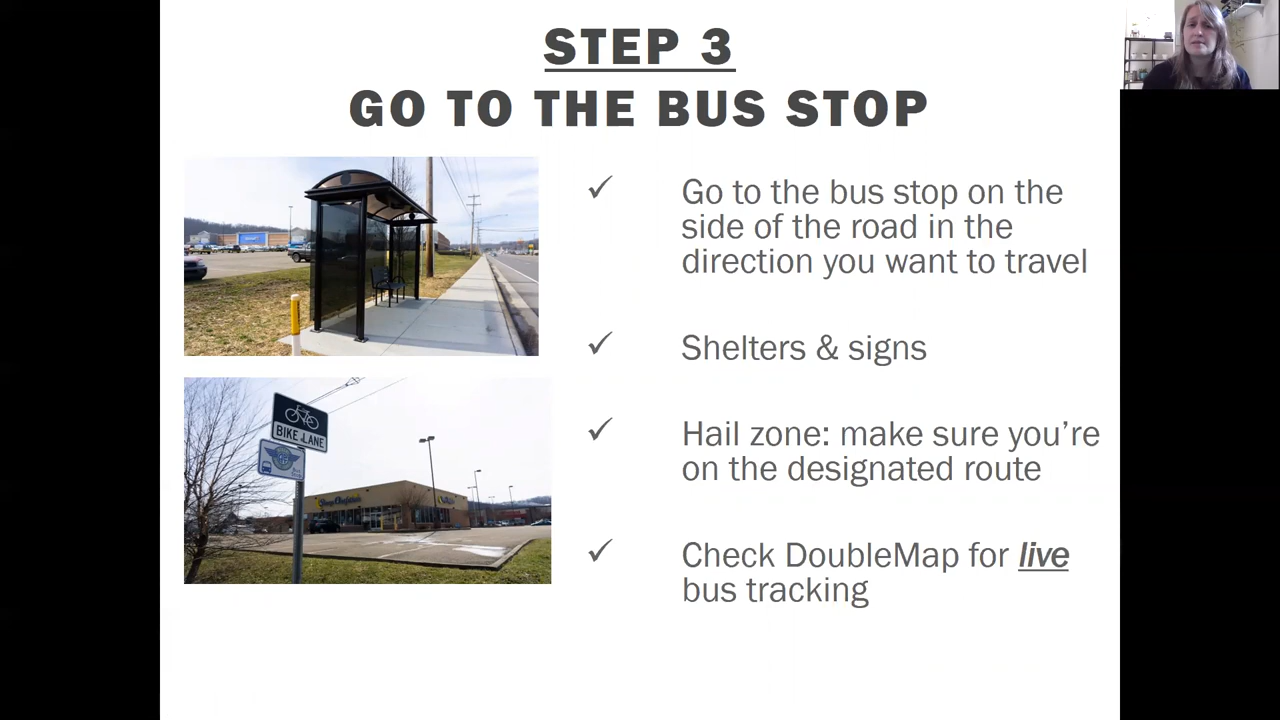 STEP 3
GO TO THE BUS STOP
Go to the bus stop on the
side of the road in the
direction you want to travel
Shelters & signs
Hail zone: make sure you're
on the designated route
Check DoubleMap for live
bus tracking
BIKE LANE